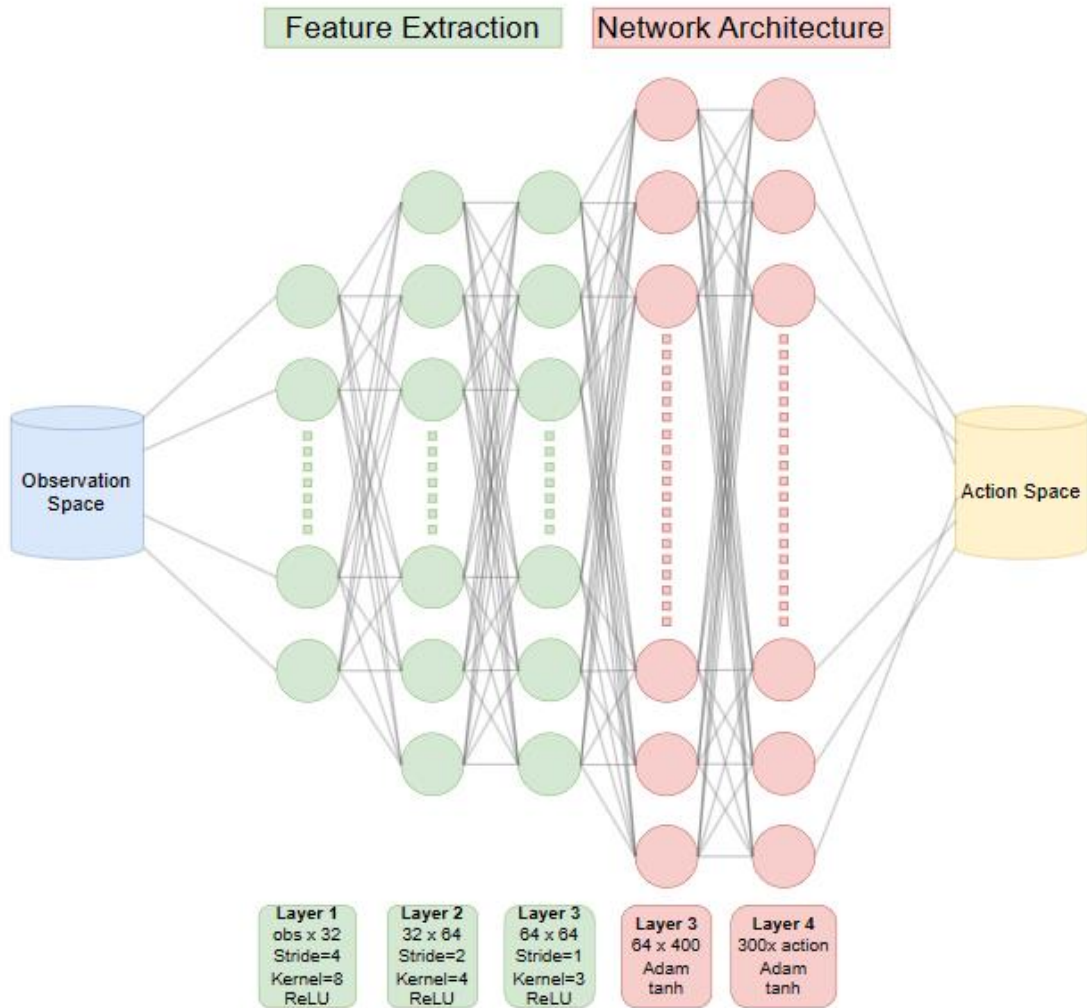 Feature Extraction
Network Architecture
Observation
Space
Action Space
Layer 1
obs x 32
Stride=4
Kernel=8
ReLU
Layer 2
32 x 64
Stride=2
Kernel=4
ReLU
Layer 3
64 x 64
Stride=1
Kernel=3
ReLU
Layer 3
64 x 400
Adam
tanh
Layer 4
300x action
Adam
tanh